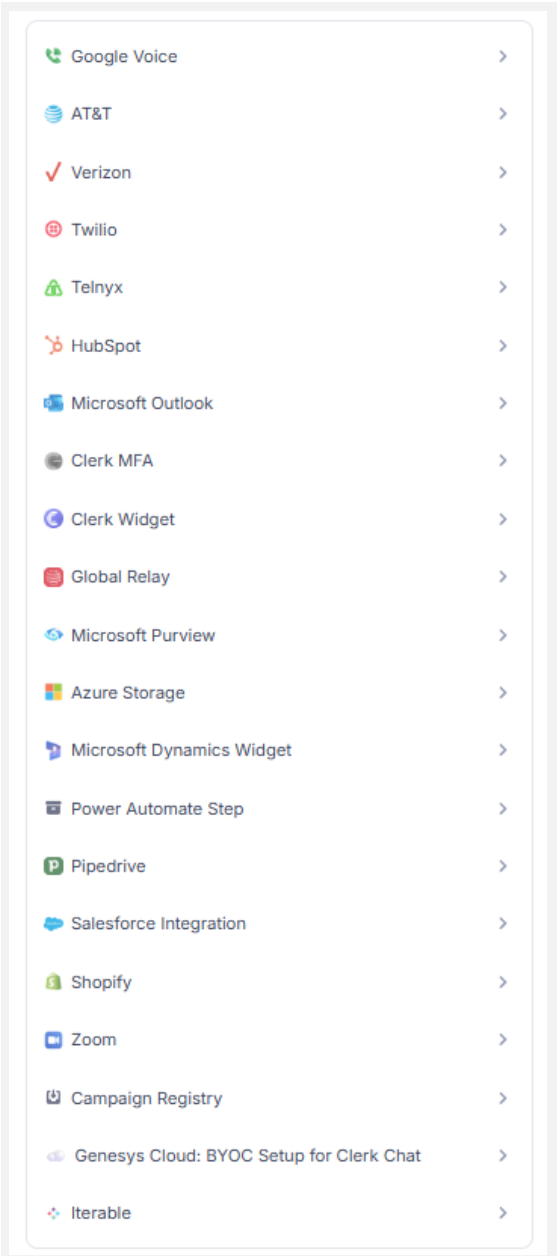 Google Voice
AT&T
Verizon
Twilio
Telnyx
HubSpot
Microsoft Outlook
Clerk MFA
Clerk Widget
Global Relay
Microsoft Purview
Azure Storage
Microsoft Dynamics Widget
Power Automate Step
Pipedrive
Salesforce Integration
Shopify
Zoom
Campaign Registry
Genesys Cloud: BYOC Setup for Clerk Chat
Iterable